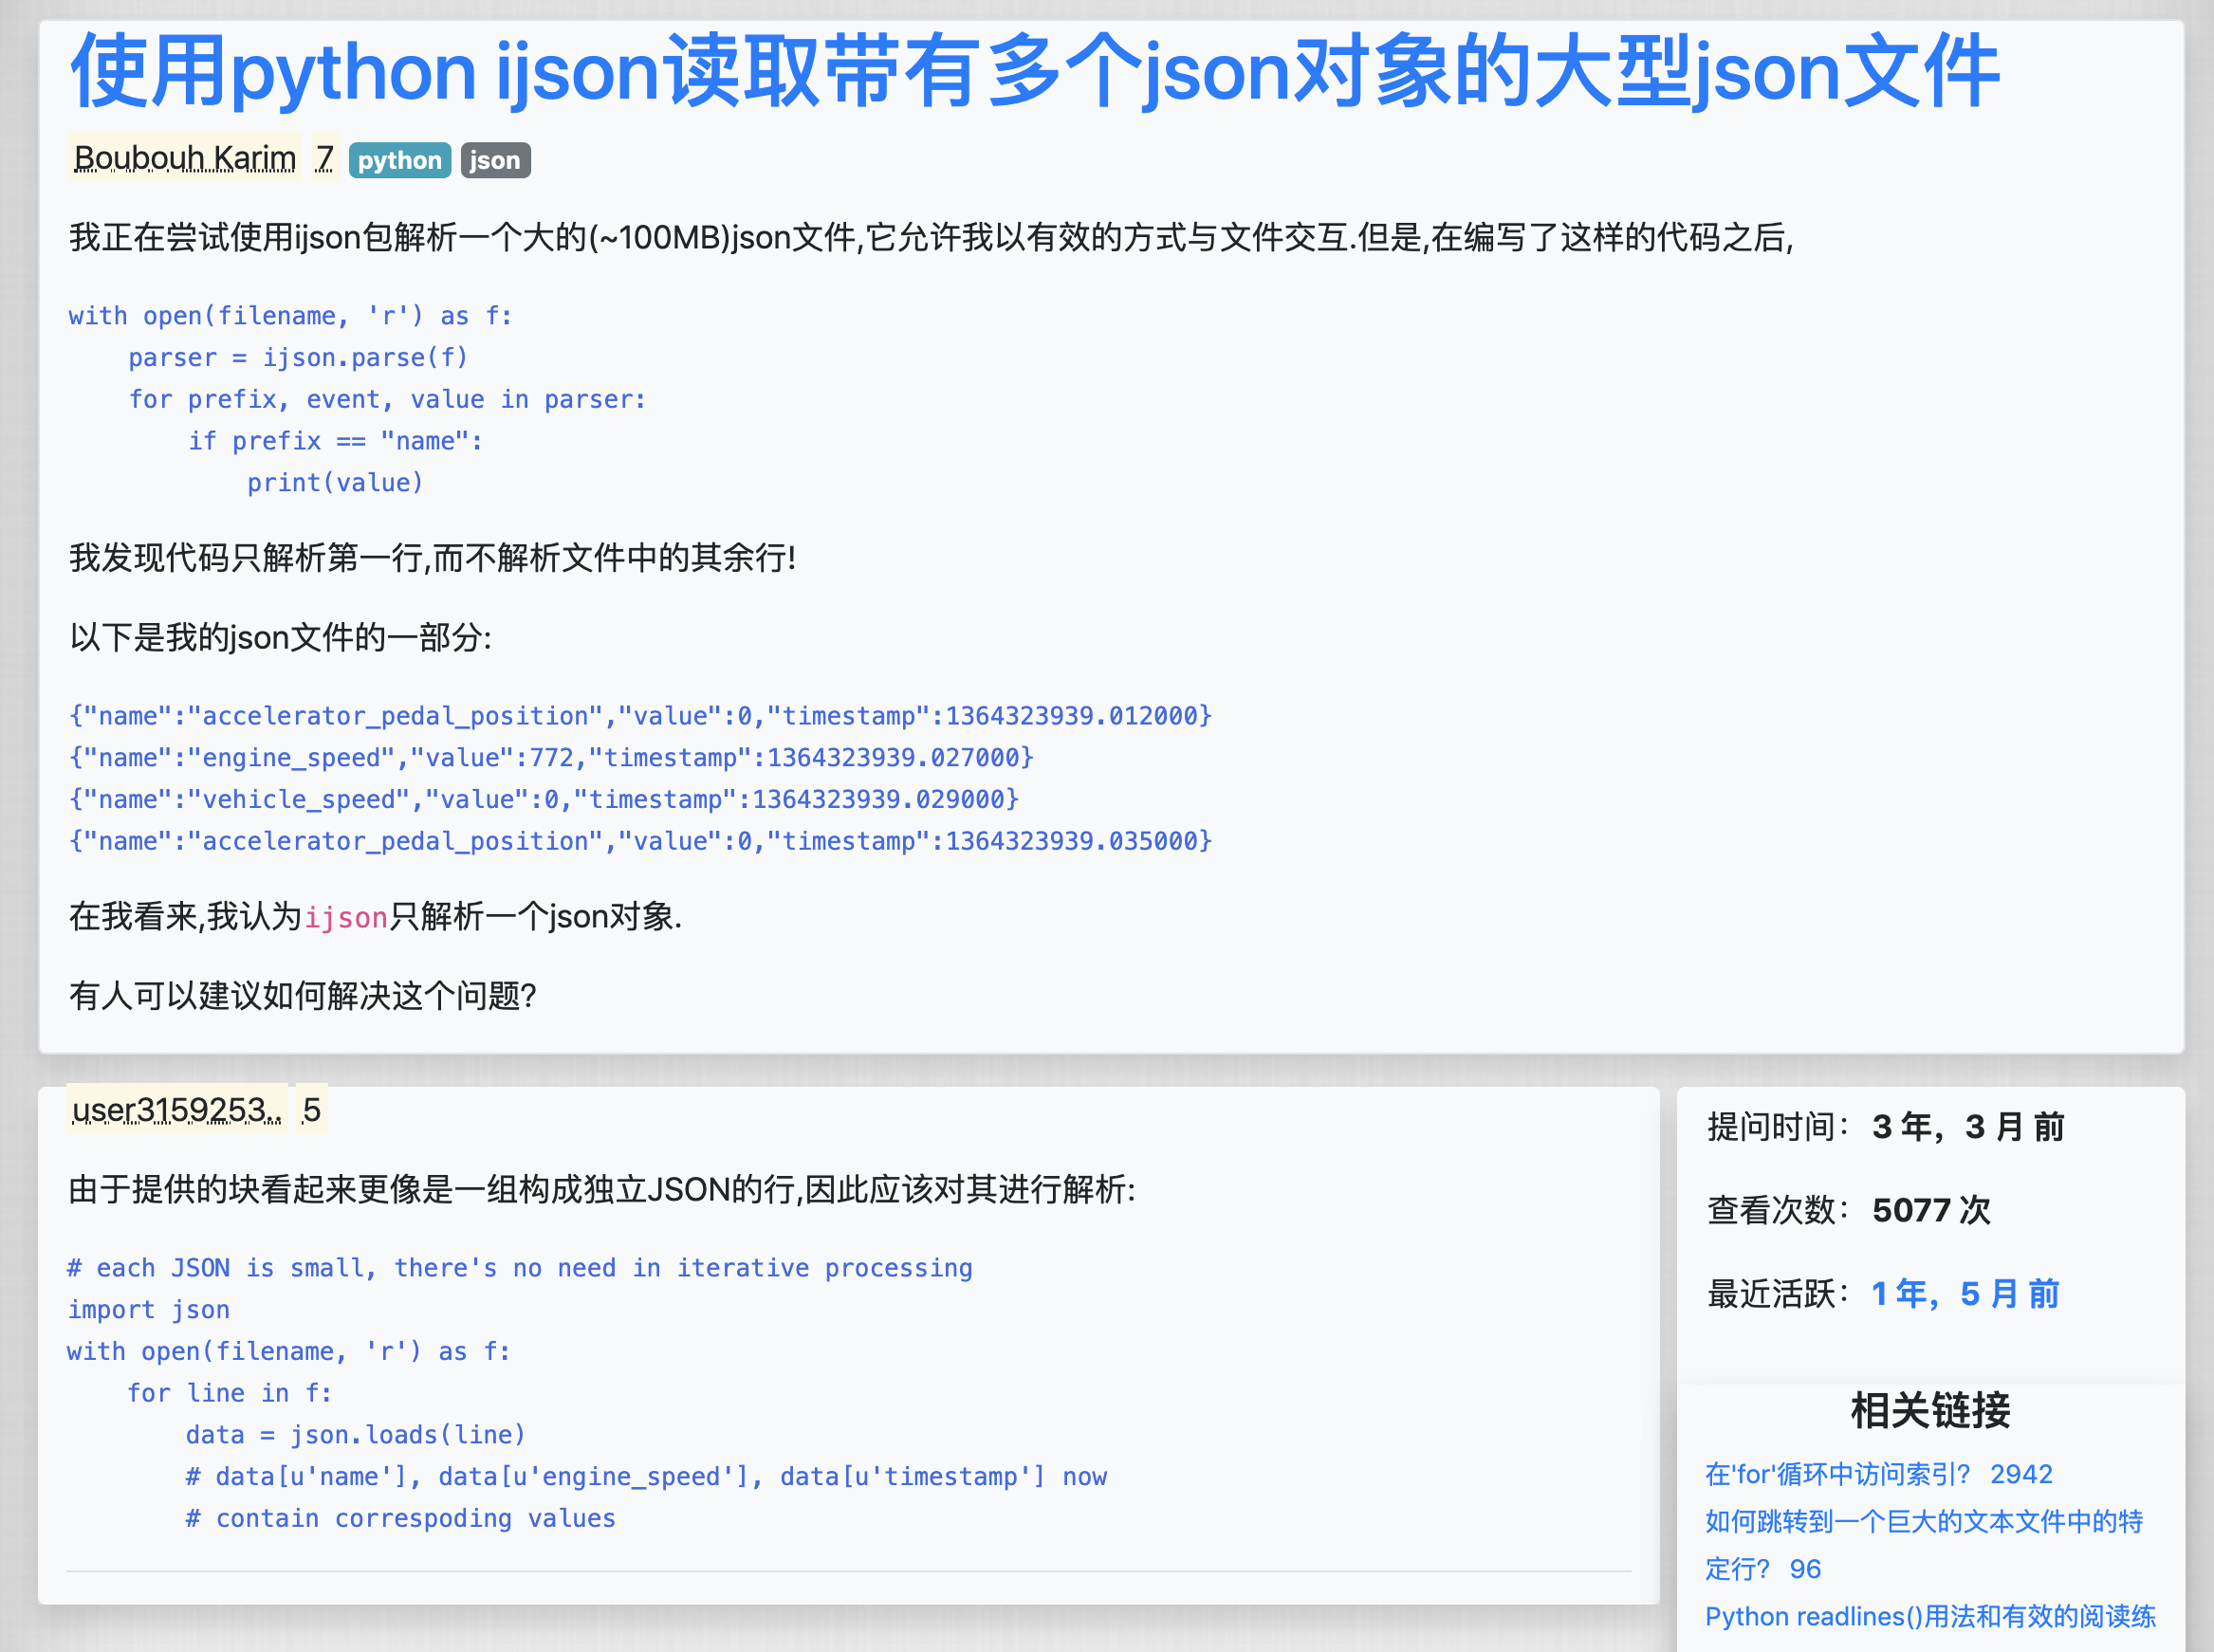 使用python ijson读取带有多个json对象的大型json文件
Boubouh Karim 7 python json
我正在尝试使用ijson包解析一个大的(~100MB)json文件,它允许我以有效的方式与文件交互.但是,在编写了这样的代码之后,
with open(filename, 'r') as f:
    parser = ijson.parse(f)
    for prefix, event, value in parser:
        if prefix == "name":
            print(value)
我发现代码只解析第一行,而不解析文件中的其余行!
以下是我的json文件的一部分:
{"name":"accelerator_pedal_position","value":0,"timestamp":1364323939.012000}
{"name":"engine_speed","value":772,"timestamp":1364323939.027000}
{"name":"vehicle_speed","value":0,"timestamp":1364323939.029000}
{"name":"accelerator_pedal_position","value":0,"timestamp":1364323939.035000}
在我看来,我认为ijson只解析一个json对象.
有人可以建议如何解决这个问题?
user3159253.. 5
由于提供的块看起来更像是一组构成独立JSON的行,因此应该对其进行解析:
# each JSON is small, there's no need in iterative processing
import json
with open(filename, 'r') as f:
    for line in f:
        data = json.loads(line)
        # data[u'name'], data[u'engine_speed'], data[u'timestamp'] now
        # contain correspoding values
提问时间： 3 年，3 月 前
查看次数： 5077 次
最近活跃： 1 年，5 月 前
相关链接
在'for'循环中访问索引? 2942
如何跳转到一个巨大的文本文件中的特
定行? 96
Python readlines()用法和有效的阅读练